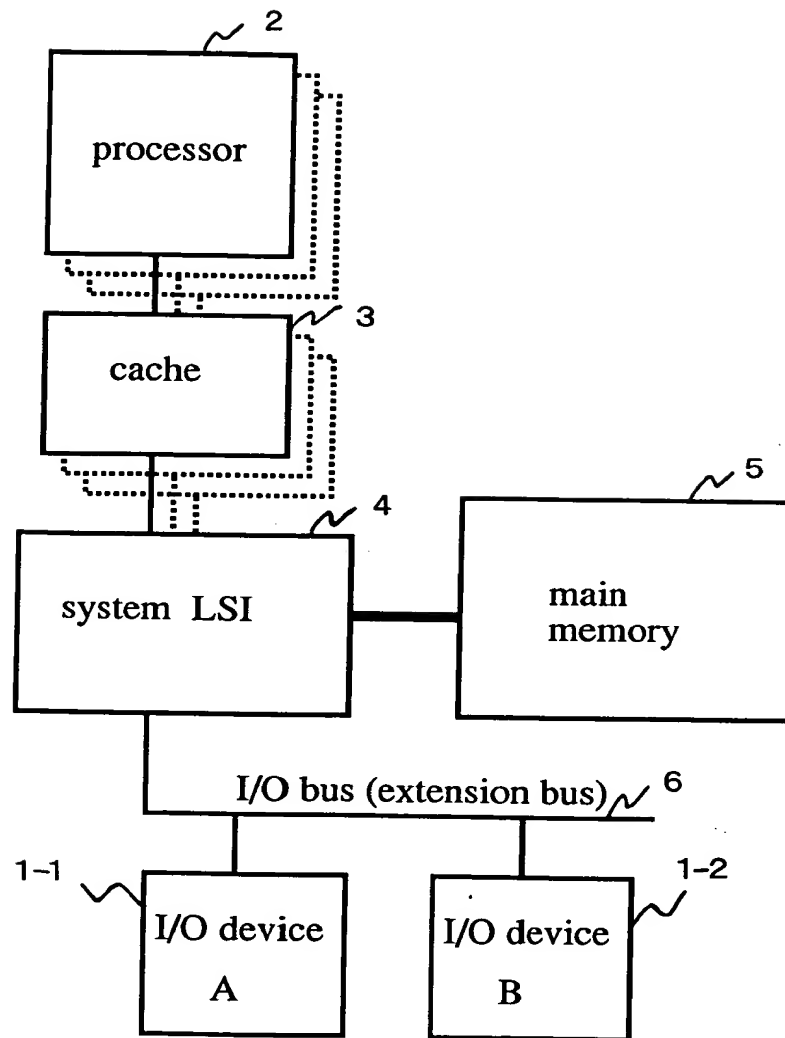 2
processor
3
cache
4
5
system LSI
main
memory
I/O bus (extension bus)
6
1-1
1-2
I/O device
A
I/O device
B